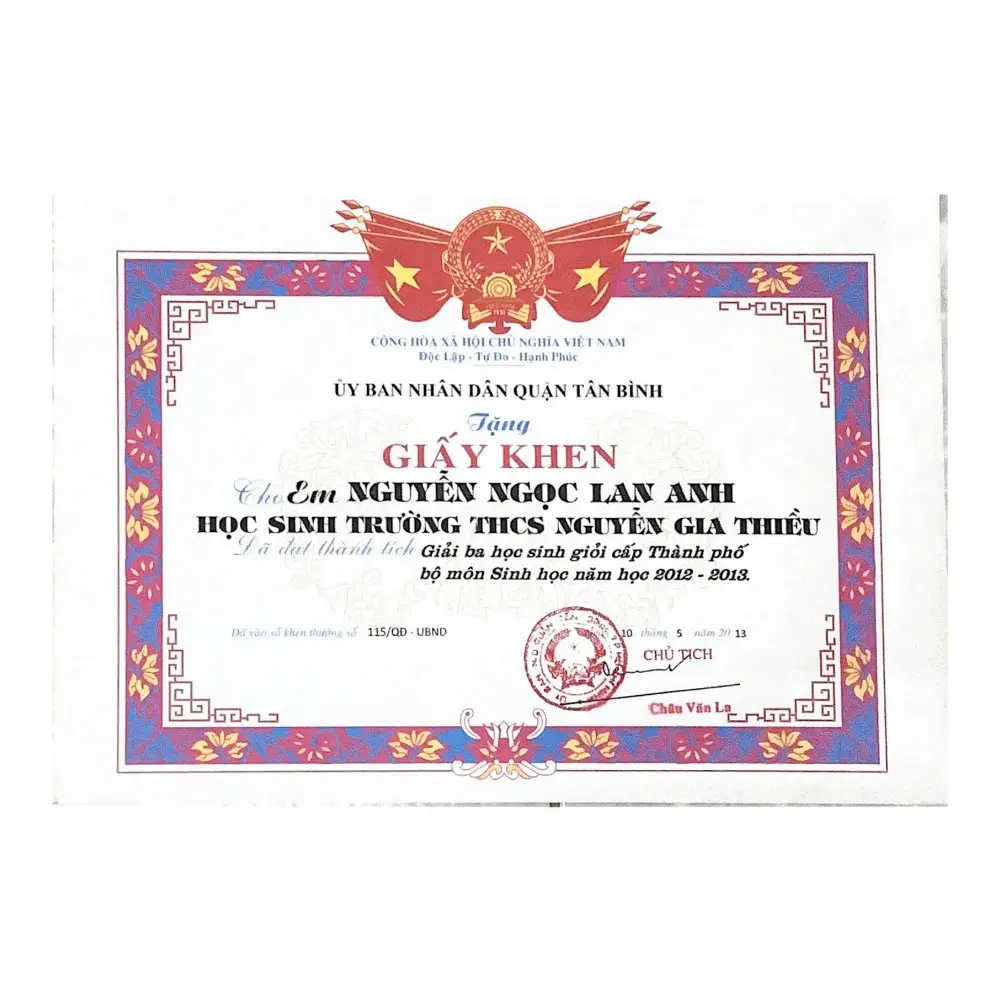 CỘNG HÒA XÃ HỘI CHỦ NGHĨA VIỆT NAM
Độc Lập - Tự Do - Hạnh Phúc
ỦY BAN NHÂN DÂN QUẬN TÂN BÌNH
Tặng
GIẤY KHEN
Cho Em NGUYỄN NGỌC LAN ANH
HỌC SINH TRƯỜNG THCS NGUYỄN GIA THIỀU
Đã đạt thành tích Giải ba học sinh giỏi cấp Thành phố
bộ môn Sinh học năm học 2012 - 2013.
Đã vào sổ khen thưởng số 115/QĐ - UBND
10 tháng 5 năm 2013
CHỦ TỊCH
Châu Văn La